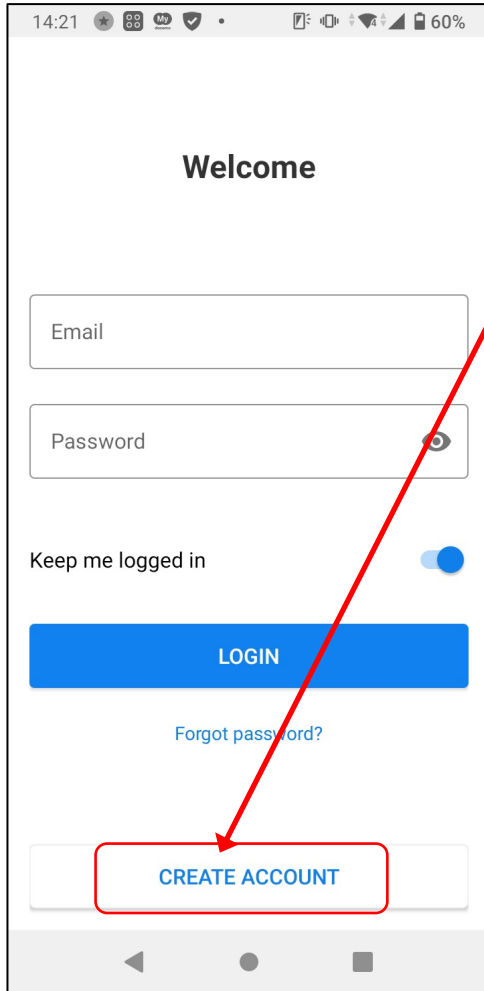 14:21 60%
Welcome
Email
Password
Keep me logged in
LOGIN
Forgot password?
CREATE ACCOUNT